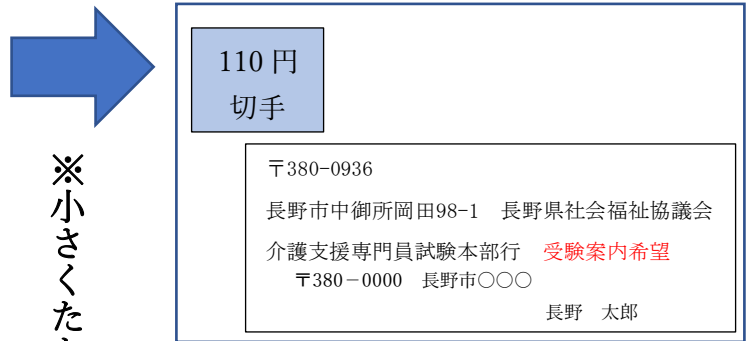 110 円
切手
〒380-0936
長野市中御所岡田98-1　長野県社会福祉協議会
介護支援専門員試験本部行　受験案内希望
〒380－0000　長野市○○○
長野　太郎
※小さくた